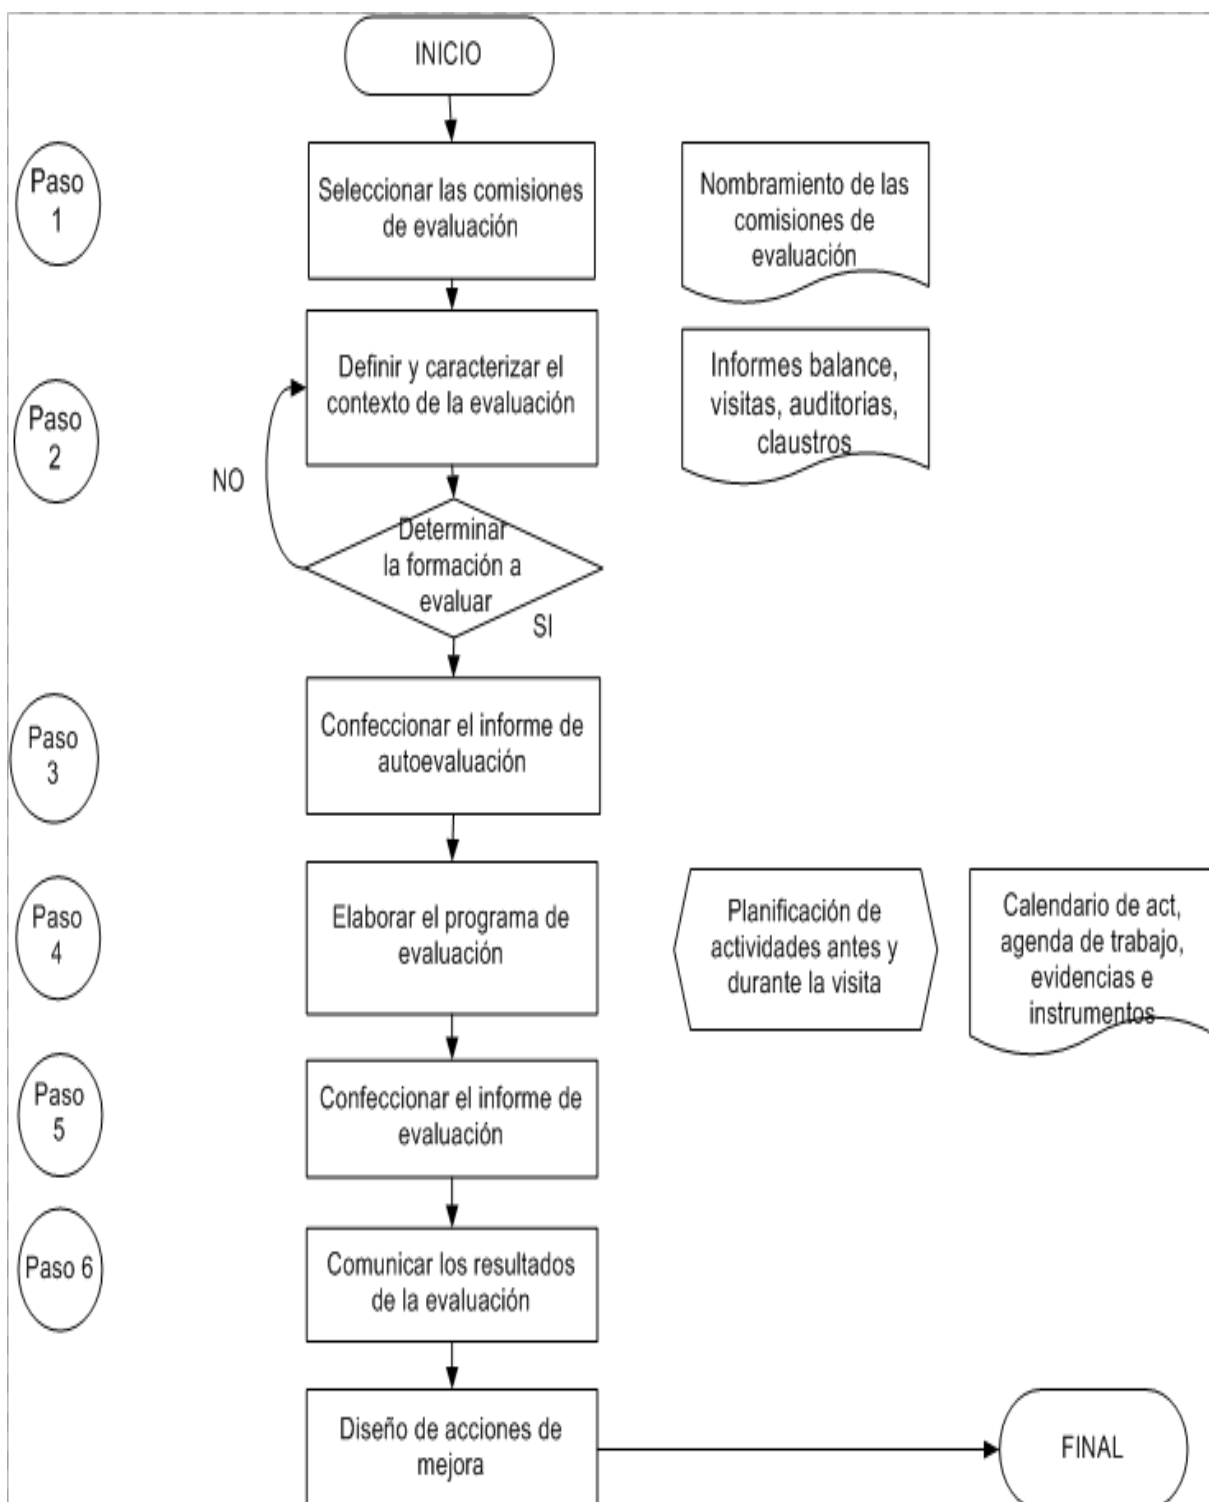 INICIO
Paso
1
Seleccionar las comisiones
de evaluación
Nombramiento de las
comisiones de
evaluación
Paso
2
Definir y caracterizar el
contexto de la evaluación
Informes balance,
visitas, auditorias,
claustros
NO
Determinar
la formación a
evaluar
SI
Paso
3
Confeccionar el informe de
autoevaluación
Paso
4
Elaborar el programa de
evaluación
Planificación de
actividades antes y
durante la visita
Calendario de act,
agenda de trabajo,
evidencias e
instrumentos
Paso
5
Confeccionar el informe de
evaluación
Paso 6
Comunicar los resultados
de la evaluación
Diseño de acciones de
mejora
FINAL